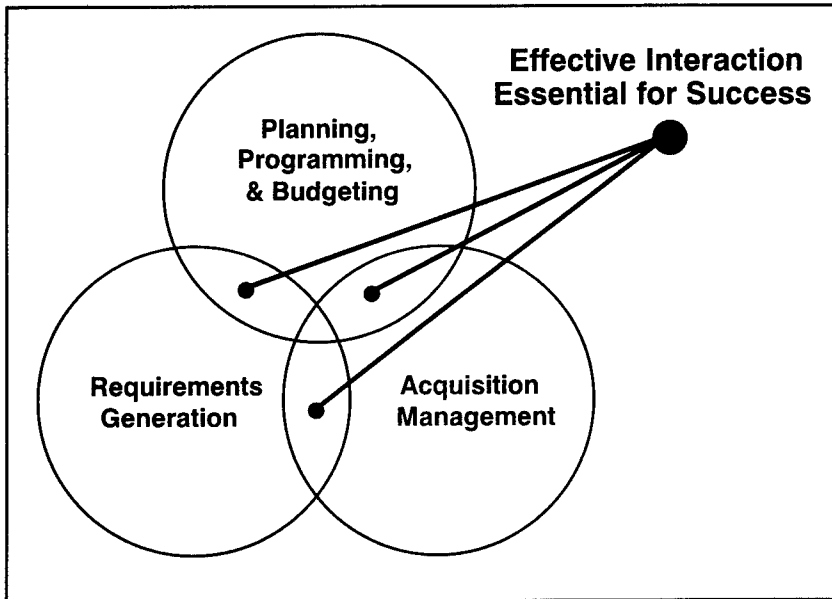 Effective Interaction
Essential for Success
Planning,
Programming,
& Budgeting
Requirements
Generation
Acquisition
Management